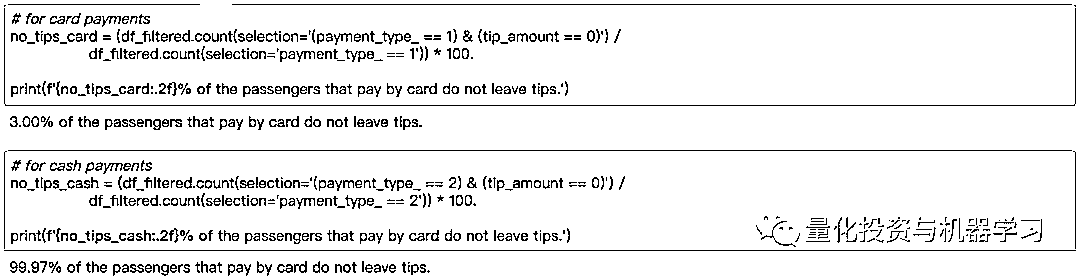 # for card payments
no_tips_card = (df_filtered.count(selection='(payment_type_ == 1) & (tip_amount == 0)') /
df_filtered.count(selection='payment_type_ == 1')) * 100.
print(f'{no_tips_card:.2f}% of the passengers that pay by card do not leave tips.')
3.00% of the passengers that pay by card do not leave tips.
# for cash payments
no_tips_cash = (df_filtered.count(selection='(payment_type_ == 2) & (tip_amount == 0)') /
df_filtered.count(selection='payment_type_ == 2')) * 100.
print(f'{no_tips_cash:.2f}% of the passengers that pay by card do not leave tips.')
量化投资与机器学习
99.97% of the passengers that pay by card do not leave tips.